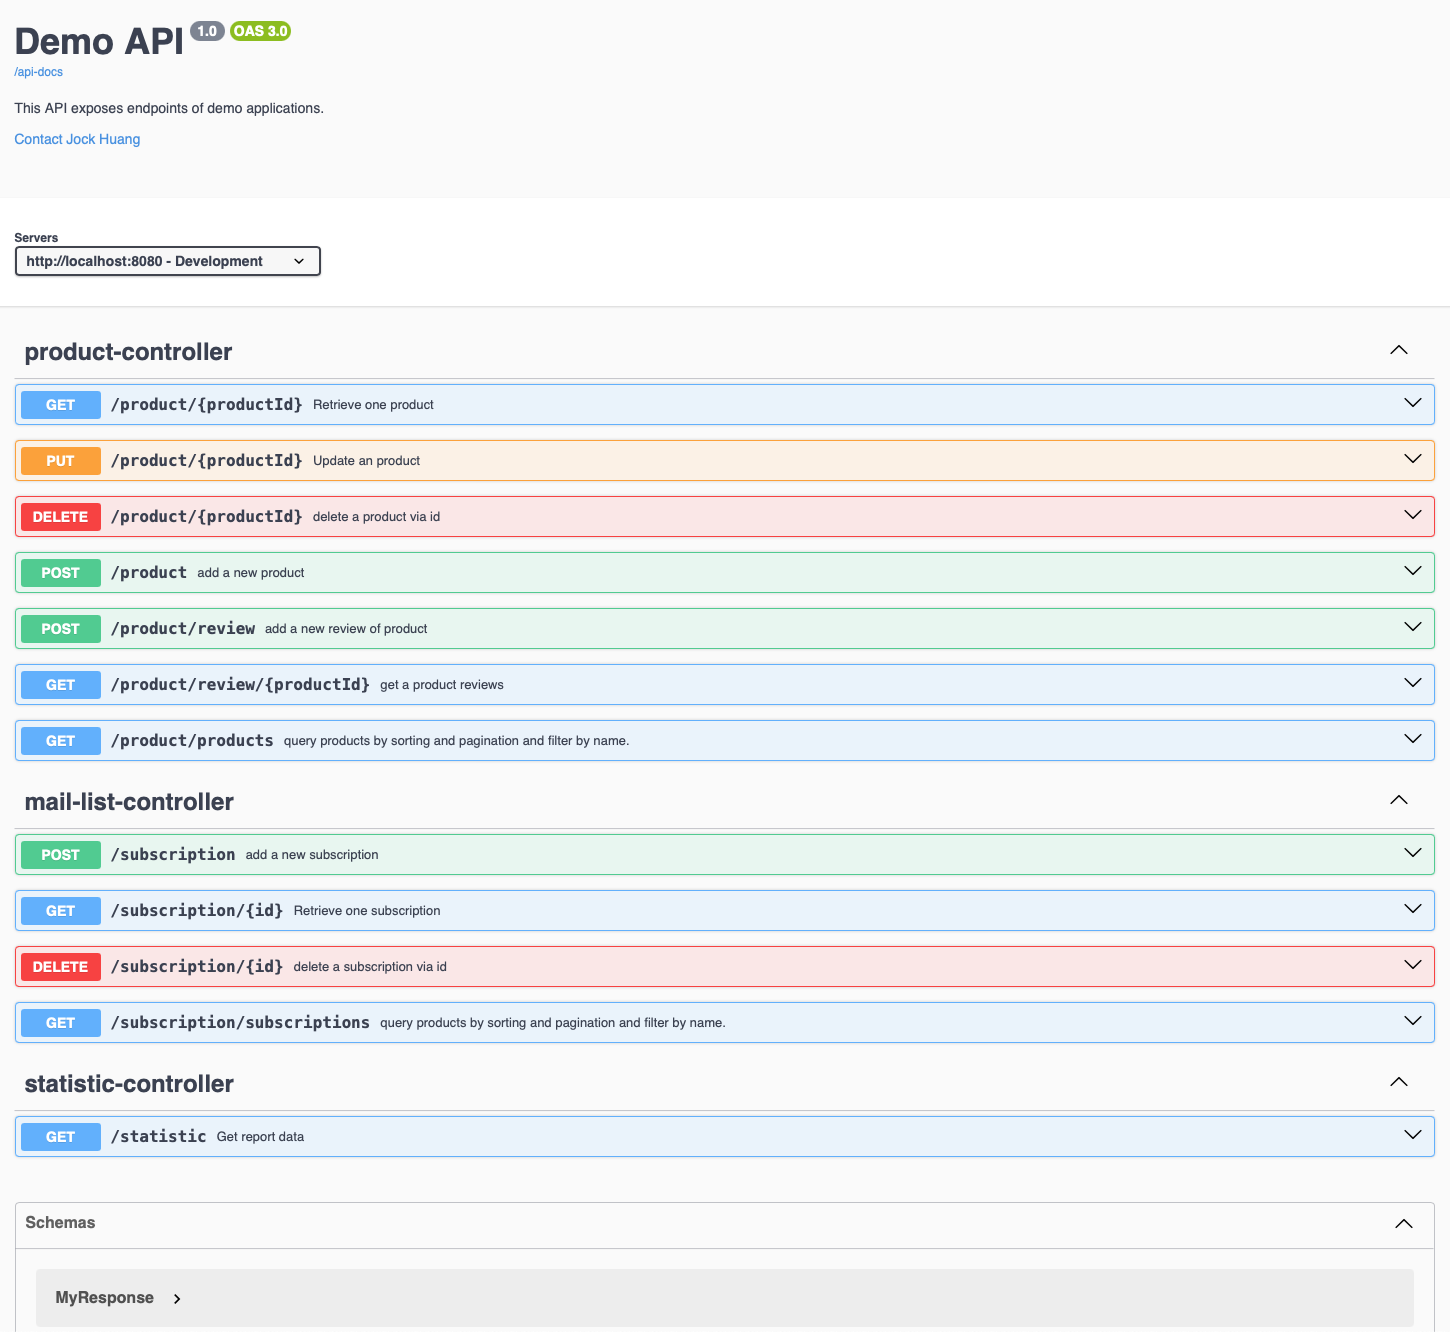 Demo API 1.0 OAS 3.0
/api-docs
This API exposes endpoints of demo applications.
Contact Jock Huang
Servers
http://localhost:8080 - Development
product-controller
GET /product/{productId} Retrieve one product
PUT /product/{productId} Update an product
DELETE /product/{productId} delete a product via id
POST /product add a new product
POST /product/review add a new review of product
GET /product/review/{productId} get a product reviews
GET /product/products query products by sorting and pagination and filter by name.
mail-list-controller
POST /subscription add a new subscription
GET /subscription/{id} Retrieve one subscription
DELETE /subscription/{id} delete a subscription via id
GET /subscription/subscriptions query products by sorting and pagination and filter by name.
statistic-controller
GET /statistic Get report data
Schemas
MyResponse